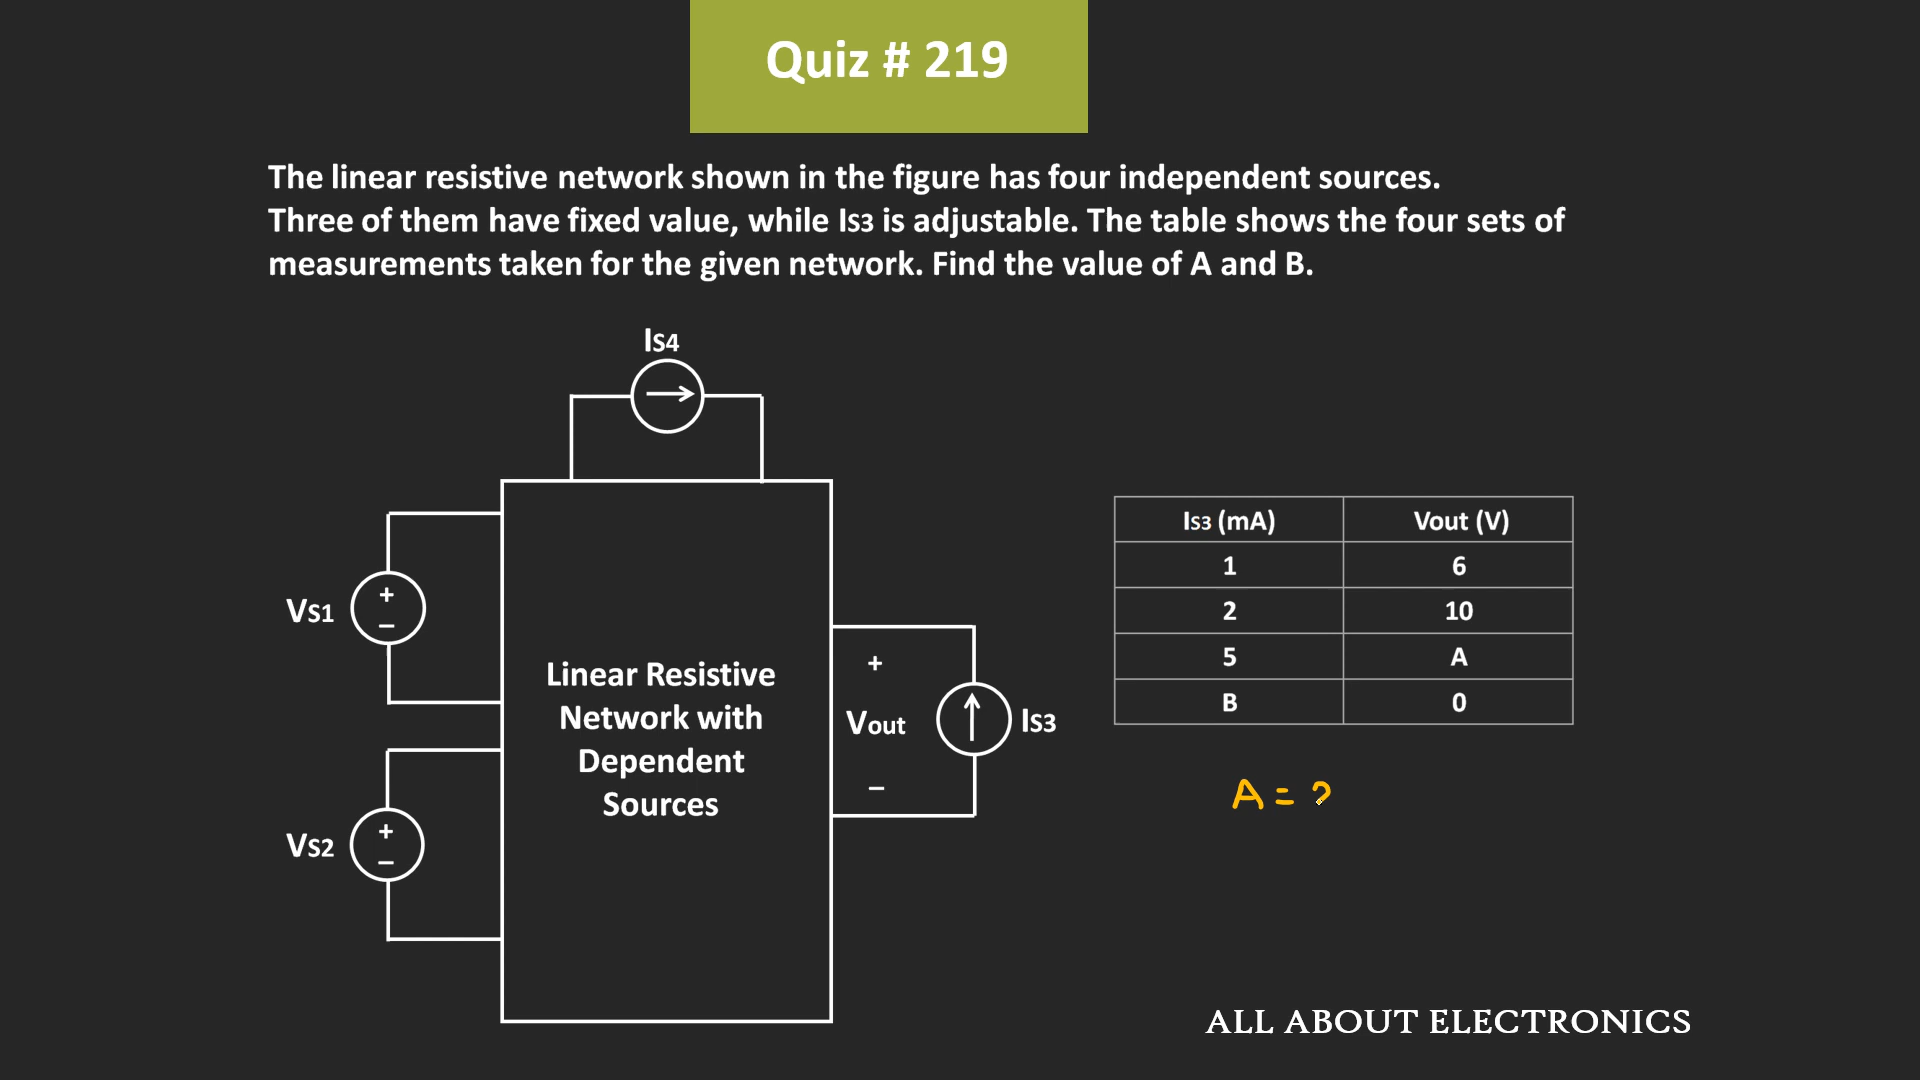 Quiz # 219
The linear resistive network shown in the figure has four independent sources.
Three of them have fixed value, while IS3 is adjustable. The table shows the four sets of
measurements taken for the given network. Find the value of A and B.
IS4
VS1
+
–
VS2
+
–
Linear Resistive
Network with
Dependent
Sources
+
Vout
–
IS3
IS3 (mA) Vout (V)
1 6
2 10
5 A
B 0
A = ?
ALL ABOUT ELECTRONICS